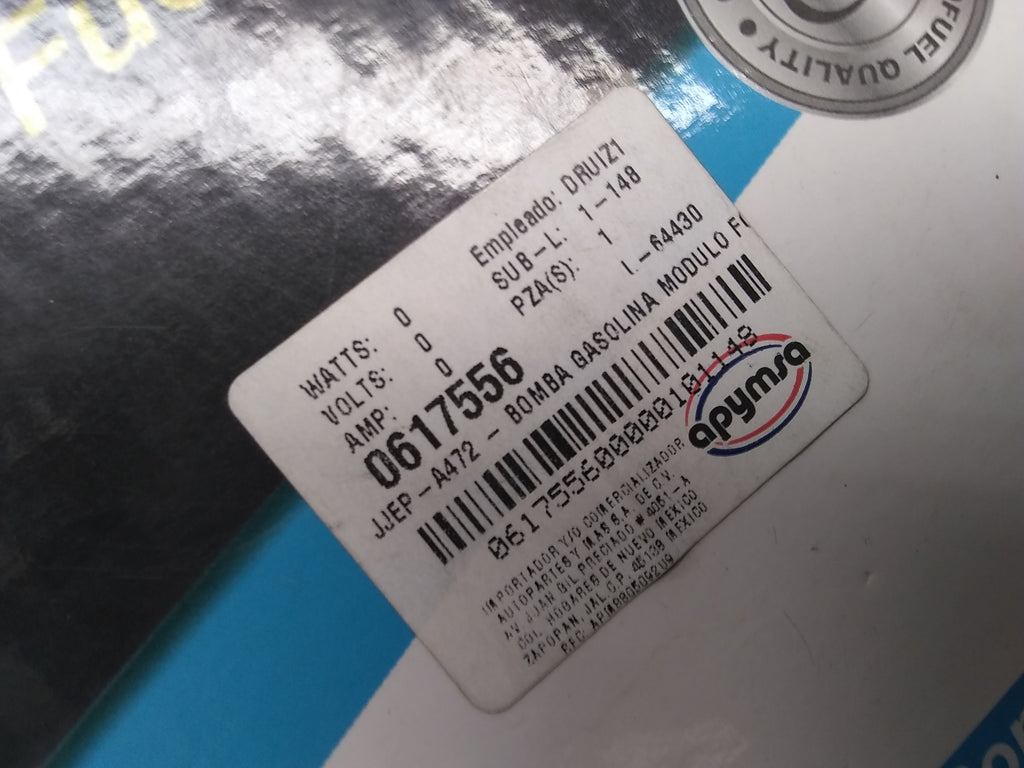 FUEL QUALITY •
Empleado: DRUIZ1
SUB-L: 1-148
PZA(S): 1
L-64430
WATTS: 0
VOLTS: 0
AMP: 0
0617556
JJEP-A472 - BOMBA GASOLINA MODULO
0617556000000101148
apymsa
IMPORTADOR Y/O COMERCIALIZADOR
AUTOPARTES Y MAS S.A. DE C.V.
AV. JUAN GIL PRECIADO #4051-A
COL. HOGARES DE NUEVO MEXICO
ZAPOPAN, JAL. C.P. 45138 MEXICO